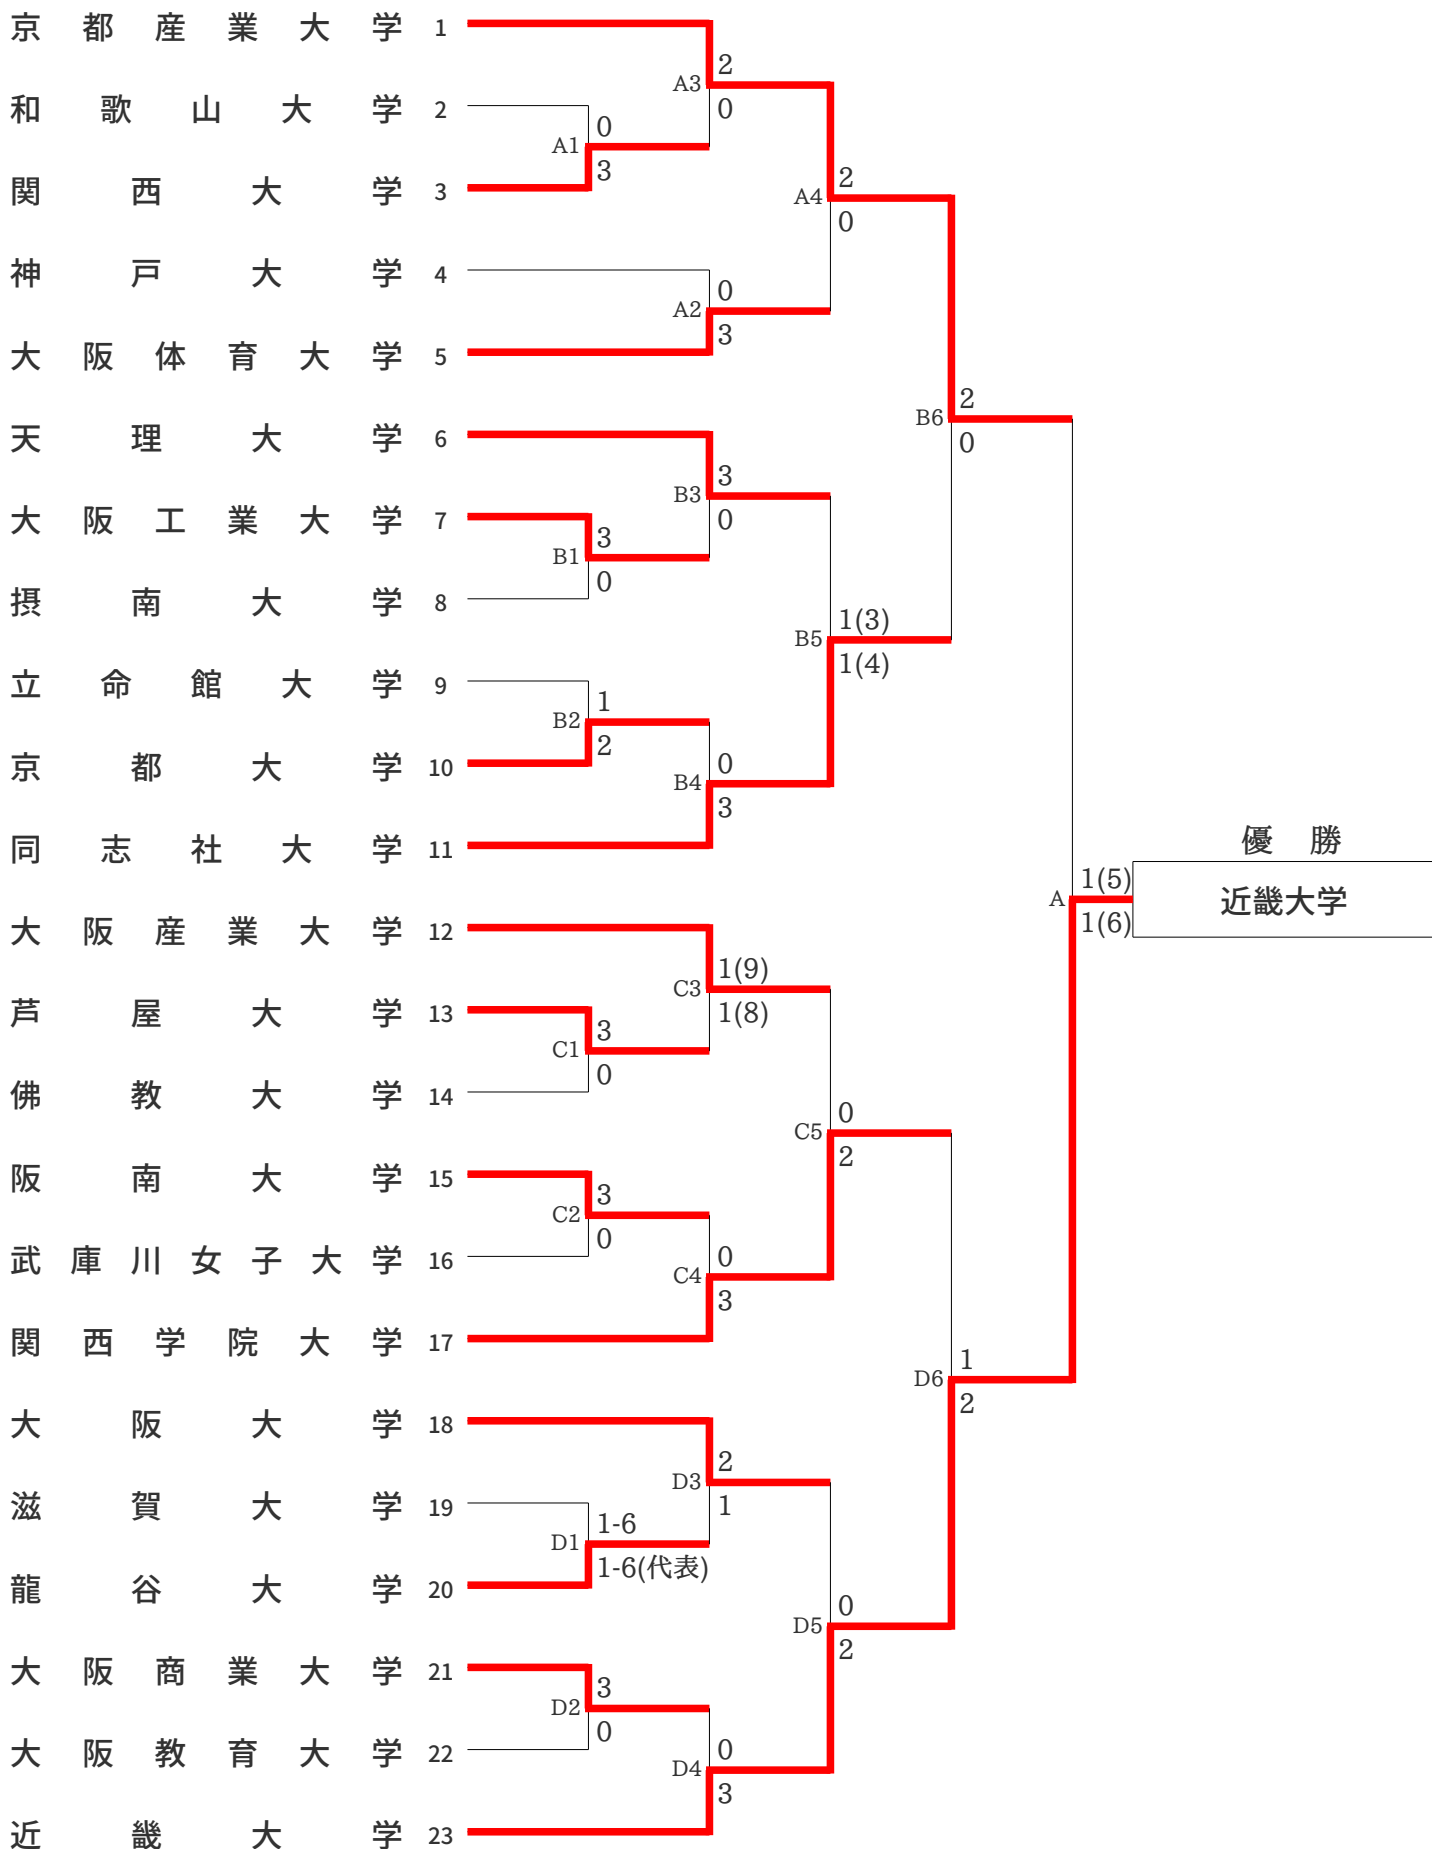 京都産業大学 1
2
A3
0
和歌山大学 2
0
A1
3
関西大学 3
2
A4
0
神戸大学 4
0
A2
3
大阪体育大学 5
2
B6
0
天理大学 6
3
B3
0
大阪工業大学 7
3
B1
0
摂南大学 8
1(3)
B5
1(4)
立命館大学 9
1
B2
2
京都大学 10
0
B4
3
同志社大学 11
優勝
1(5)
A
近畿大学
1(6)
大阪産業大学 12
1(9)
C3
1(8)
芦屋大学 13
3
C1
0
佛教大学 14
0
C5
2
阪南大学 15
3
C2
0
武庫川女子大学 16
0
C4
3
関西学院大学 17
1
D6
2
大阪大学 18
2
D3
1
滋賀大学 19
1-6
D1
1-6(代表)
龍谷大学 20
0
D5
2
大阪商業大学 21
3
D2
0
大阪教育大学 22
0
D4
3
近畿大学 23